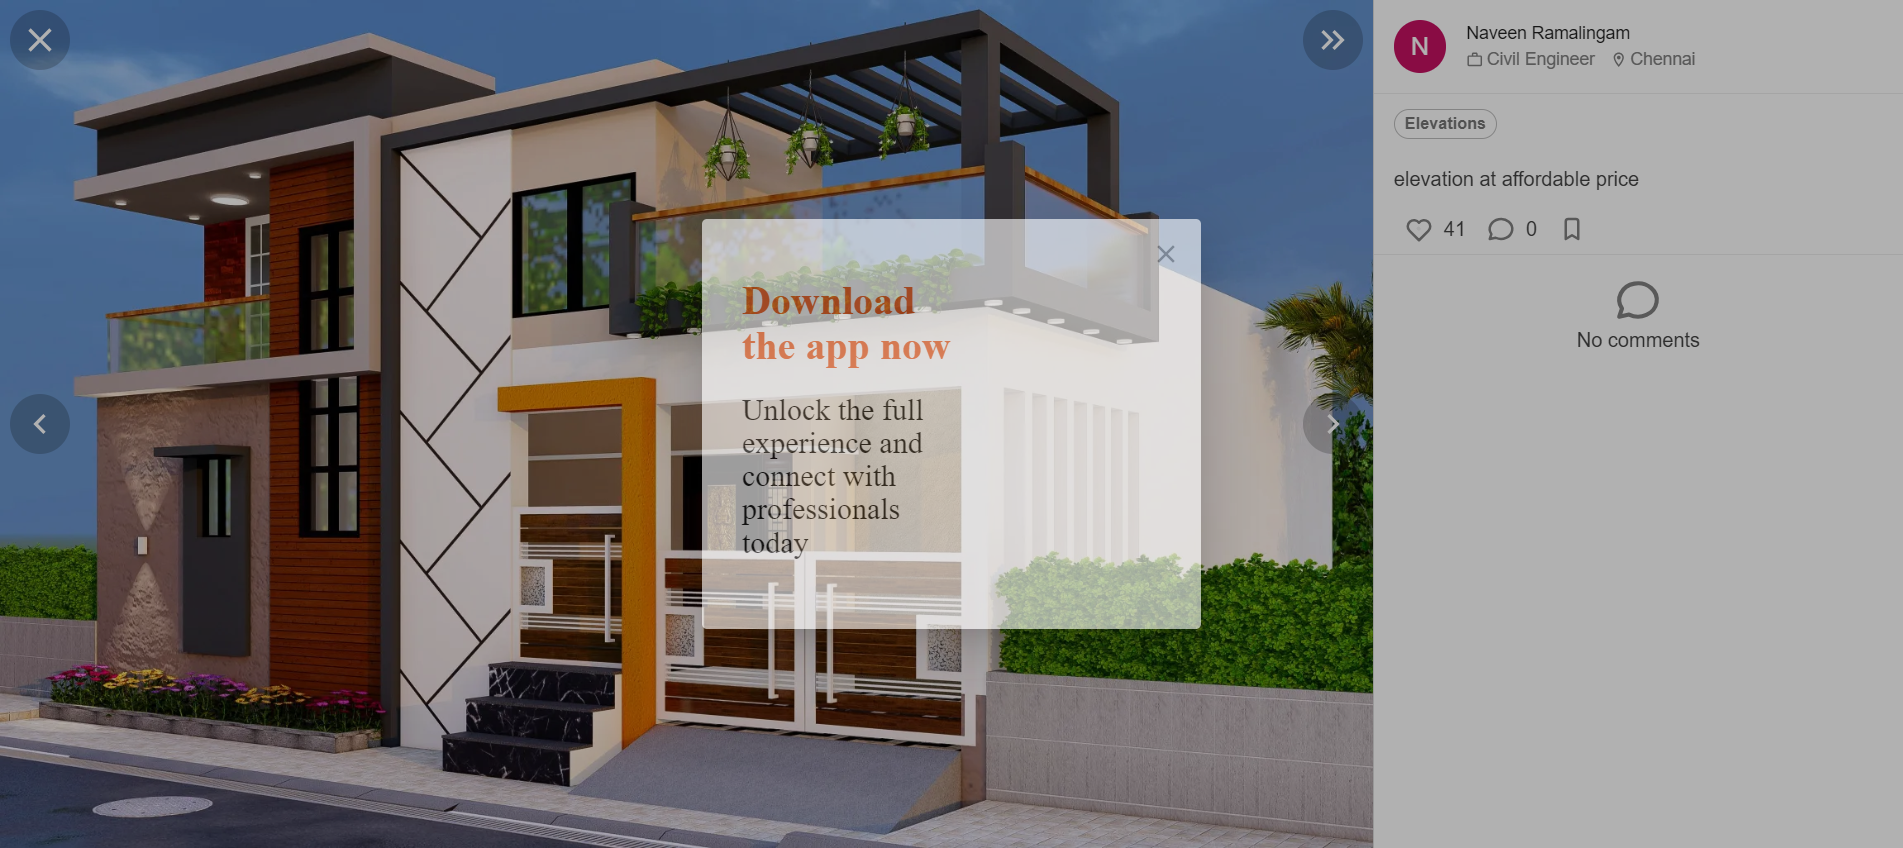 N
Naveen Ramalingam
Civil Engineer Chennai
Elevations
elevation at affordable price
41 0
No comments
Download
the app now
Unlock the full
experience and
connect with
professionals
today